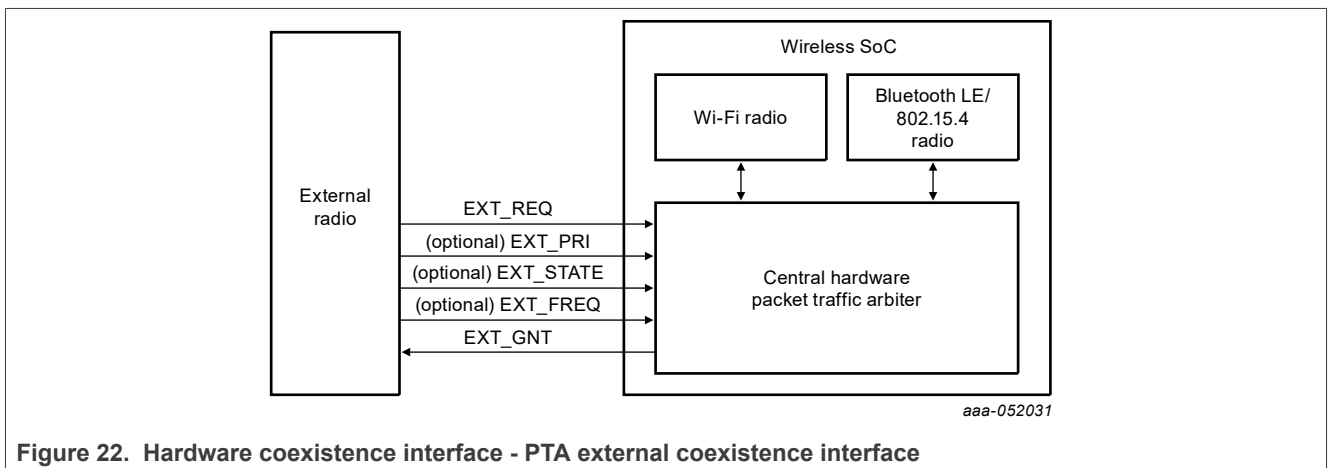 Wireless SoC
Wi-Fi radio
Bluetooth LE/
802.15.4
radio
External
radio
EXT_REQ
(optional) EXT_PRI
(optional) EXT_STATE
(optional) EXT_FREQ
EXT_GNT
Central hardware
packet traffic arbiter
aaa-052031
Figure 22. Hardware coexistence interface - PTA external coexistence interface